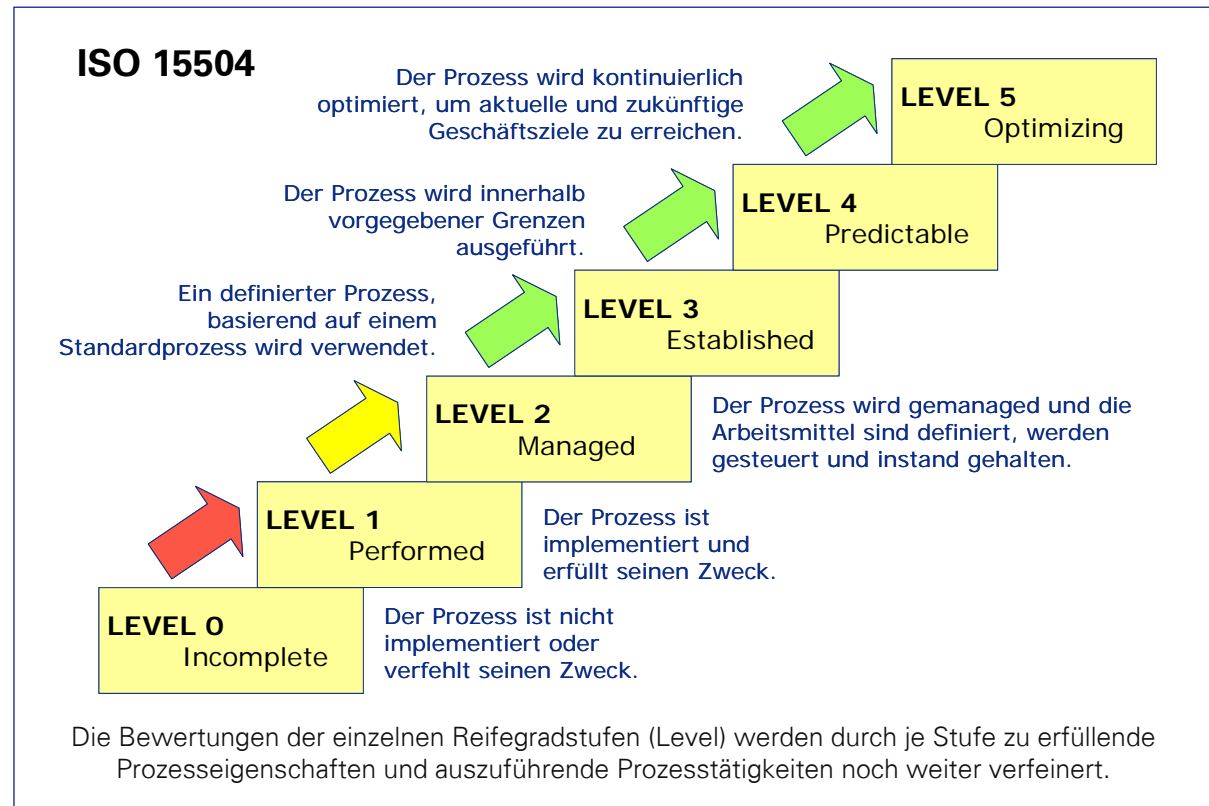 ISO 15504
Der Prozess wird kontinuierlich
optimiert, um aktuelle und zukünftige
Geschäftsziele zu erreichen.
LEVEL 5
Optimizing
Der Prozess wird innerhalb
vorgegebener Grenzen
ausgeführt.
LEVEL 4
Predictable
Ein definierter Prozess,
basierend auf einem
Standardprozess wird verwendet.
LEVEL 3
Established
LEVEL 2
Managed
Der Prozess wird gemanaged und die
Arbeitsmittel sind definiert, werden
gesteuert und instand gehalten.
LEVEL 1
Performed
Der Prozess ist
implementiert und
erfüllt seinen Zweck.
LEVEL 0
Incomplete
Der Prozess ist nicht
implementiert oder
verfehlt seinen Zweck.
Die Bewertungen der einzelnen Reifegradstufen (Level) werden durch je Stufe zu erfüllende
Prozesseigenschaften und auszuführende Prozesstätigkeiten noch weiter verfeinert.